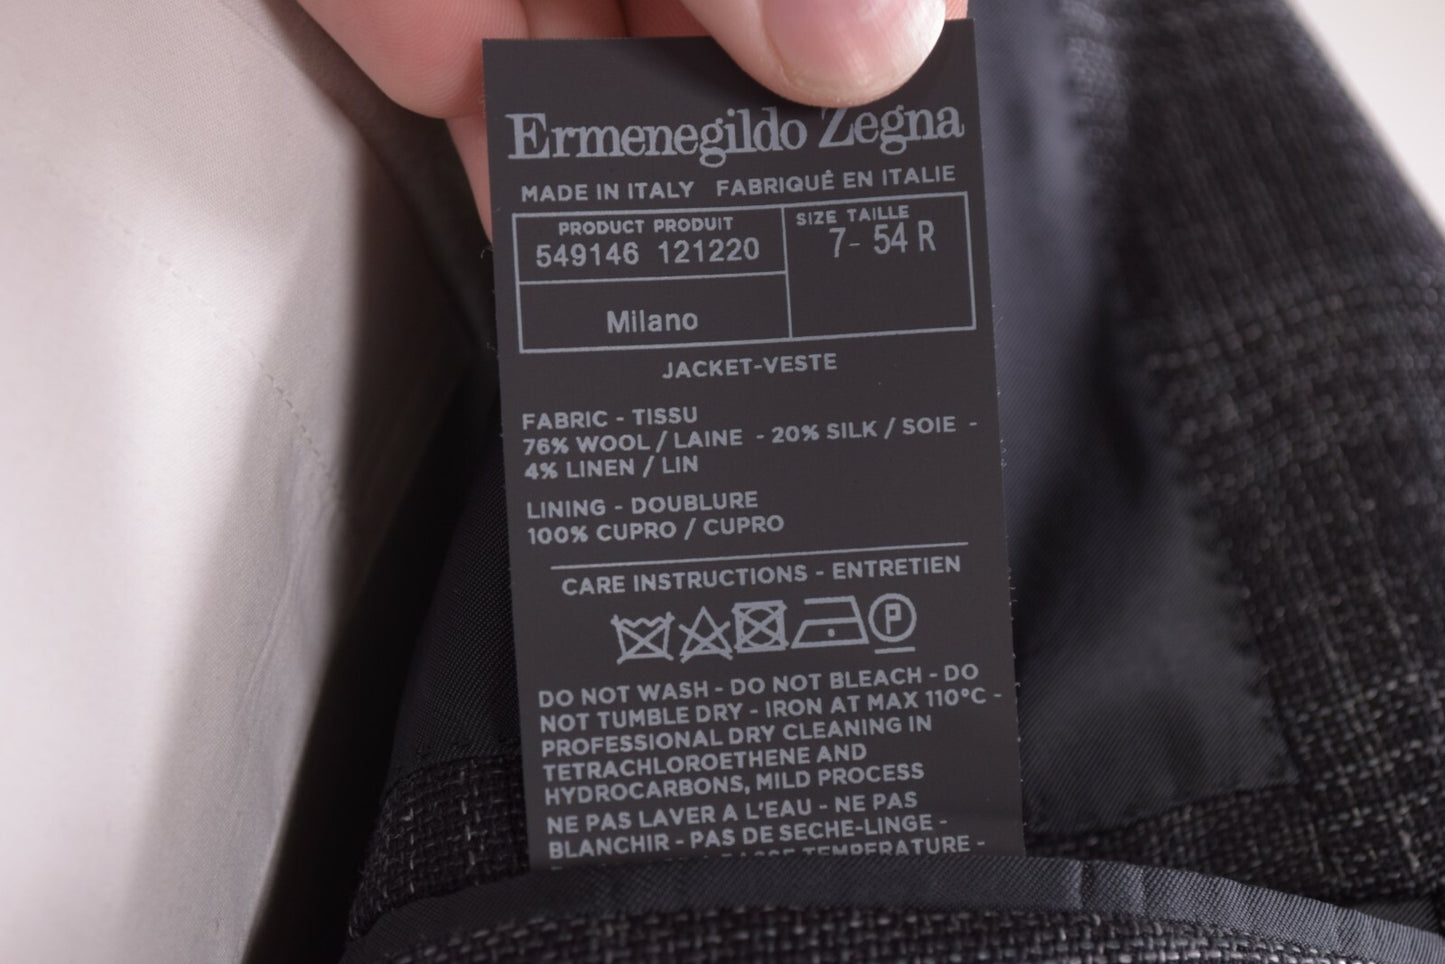 Ermenegildo Zegna
MADE IN ITALY FABRIQUÉ EN ITALIE
PRODUCT PRODUIT
549146 121220
SIZE TAILLE
7- 54 R
Milano
JACKET-VESTE
FABRIC - TISSU
76% WOOL / LAINE - 20% SILK / SOIE -
4% LINEN / LIN
LINING - DOUBLURE
100% CUPRO / CUPRO
CARE INSTRUCTIONS - ENTRETIEN
P
DO NOT WASH - DO NOT BLEACH - DO
NOT TUMBLE DRY - IRON AT MAX 110°C -
PROFESSIONAL DRY CLEANING IN
TETRACHLOROETHENE AND
HYDROCARBONS, MILD PROCESS
NE PAS LAVER A L'EAU - NE PAS
BLANCHIR - PAS DE SECHE-LINGE -
BASSE TEMPERATURE -